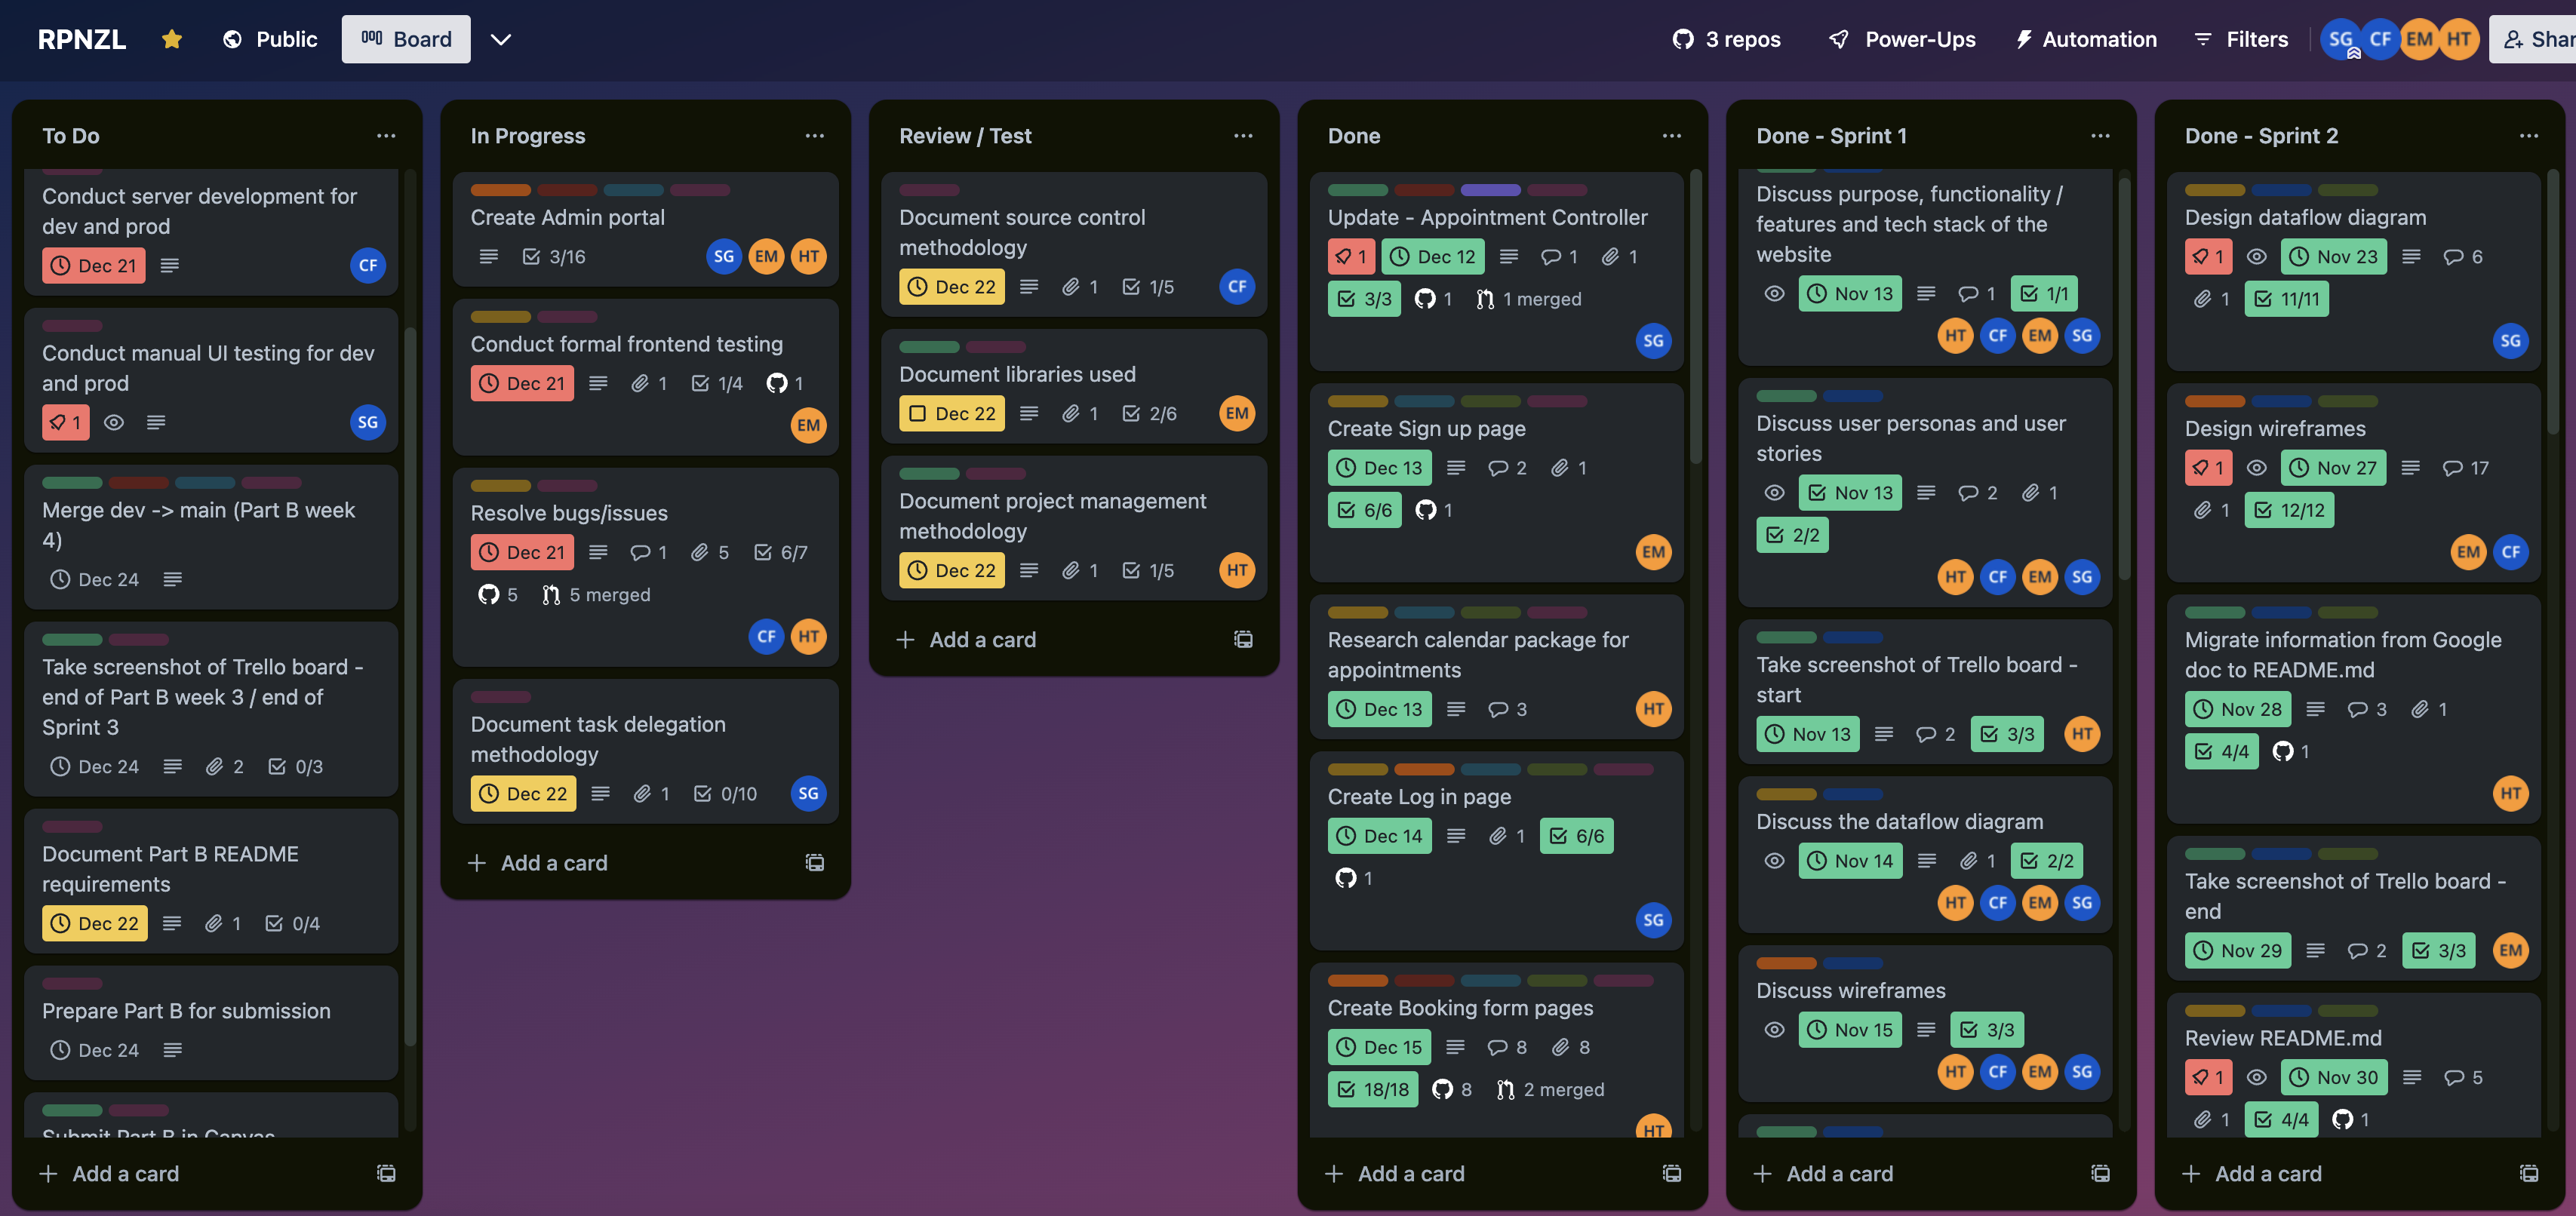 RPNZL
Public
Board
3 repos
Power-Ups
Automation
Filters
SG
CF
EM
HT
To Do
Conduct server development for
dev and prod
Dec 21
CF
Conduct manual UI testing for dev
and prod
1
SG
Merge dev -> main (Part B week
4)
Dec 24
Take screenshot of Trello board -
end of Part B week 3 / end of
Sprint 3
Dec 24 2 0/3
Document Part B README
requirements
Dec 22 1 0/4
Prepare Part B for submission
Dec 24
Submit Part B in Canvas
+ Add a card
In Progress
Create Admin portal
3/16 SG EM HT
Conduct formal frontend testing
Dec 21 1 1/4 1
EM
Resolve bugs/issues
Dec 21 1 5 6/7
5 5 merged
CF HT
Document task delegation
methodology
Dec 22 1 0/10 SG
+ Add a card
Review / Test
Document source control
methodology
Dec 22 1 1/5 CF
Document libraries used
Dec 22 1 2/6 EM
Document project management
methodology
Dec 22 1 1/5 HT
+ Add a card
Done
Update - Appointment Controller
1 Dec 12 1 1
3/3 1 1 merged
SG
Create Sign up page
Dec 13 2 1
6/6 1
EM
Research calendar package for
appointments
Dec 13 3 HT
Create Log in page
Dec 14 1 6/6
1
SG
Create Booking form pages
Dec 15 8 8
18/18 8 2 merged
HT
+ Add a card
Done - Sprint 1
Discuss purpose, functionality /
features and tech stack of the
website
Nov 13 1 1/1
HT CF EM SG
Discuss user personas and user
stories
Nov 13 2 1
2/2
HT CF EM SG
Take screenshot of Trello board -
start
Nov 13 2 3/3 HT
Discuss the dataflow diagram
Nov 14 1 2/2
HT CF EM SG
Discuss wireframes
Nov 15 3/3
HT CF EM SG
+ Add a card
Done - Sprint 2
Design dataflow diagram
1 Nov 23 6
1 11/11
SG
Design wireframes
1 Nov 27 17
1 12/12
EM CF
Migrate information from Google
doc to README.md
Nov 28 3 1
4/4 1
HT
Take screenshot of Trello board -
end
Nov 29 2 3/3 EM
Review README.md
1 Nov 30 5
1 4/4 1
+ Add a card